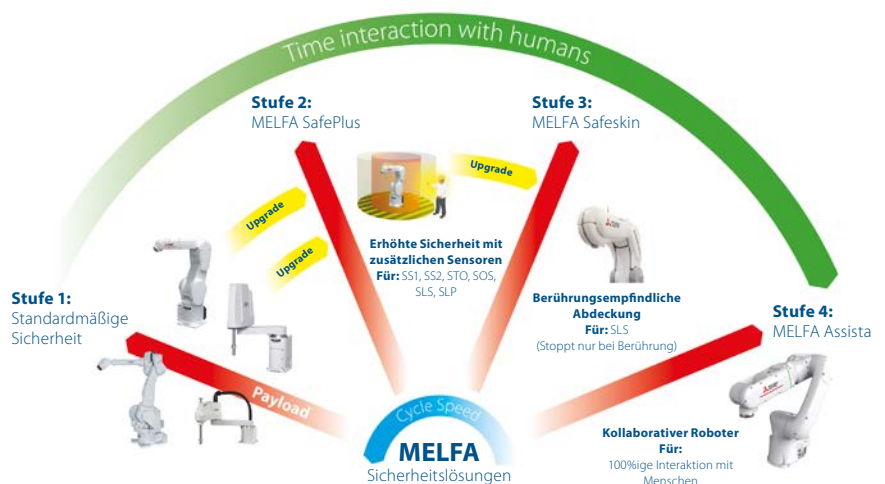 Time interaction with humans
Stufe 2:
MELFA SafePlus
Stufe 3:
MELFA Safeskin
Upgrade
Upgrade
Upgrade
Erhöhte Sicherheit mit
zusätzlichen Sensoren
Für: SS1, SS2, STO, SOS,
SLS, SLP
Stufe 1:
Standardmäßige
Sicherheit
Berührungsempfindliche
Abdeckung
Für: SLS
(Stoppt nur bei Berührung)
Stufe 4:
MELFA Assista
Payload
Cycle Speed
MELFA
Sicherheitslösungen
Kollaborativer Roboter
Für:
100%ige Interaktion mit
Menschen